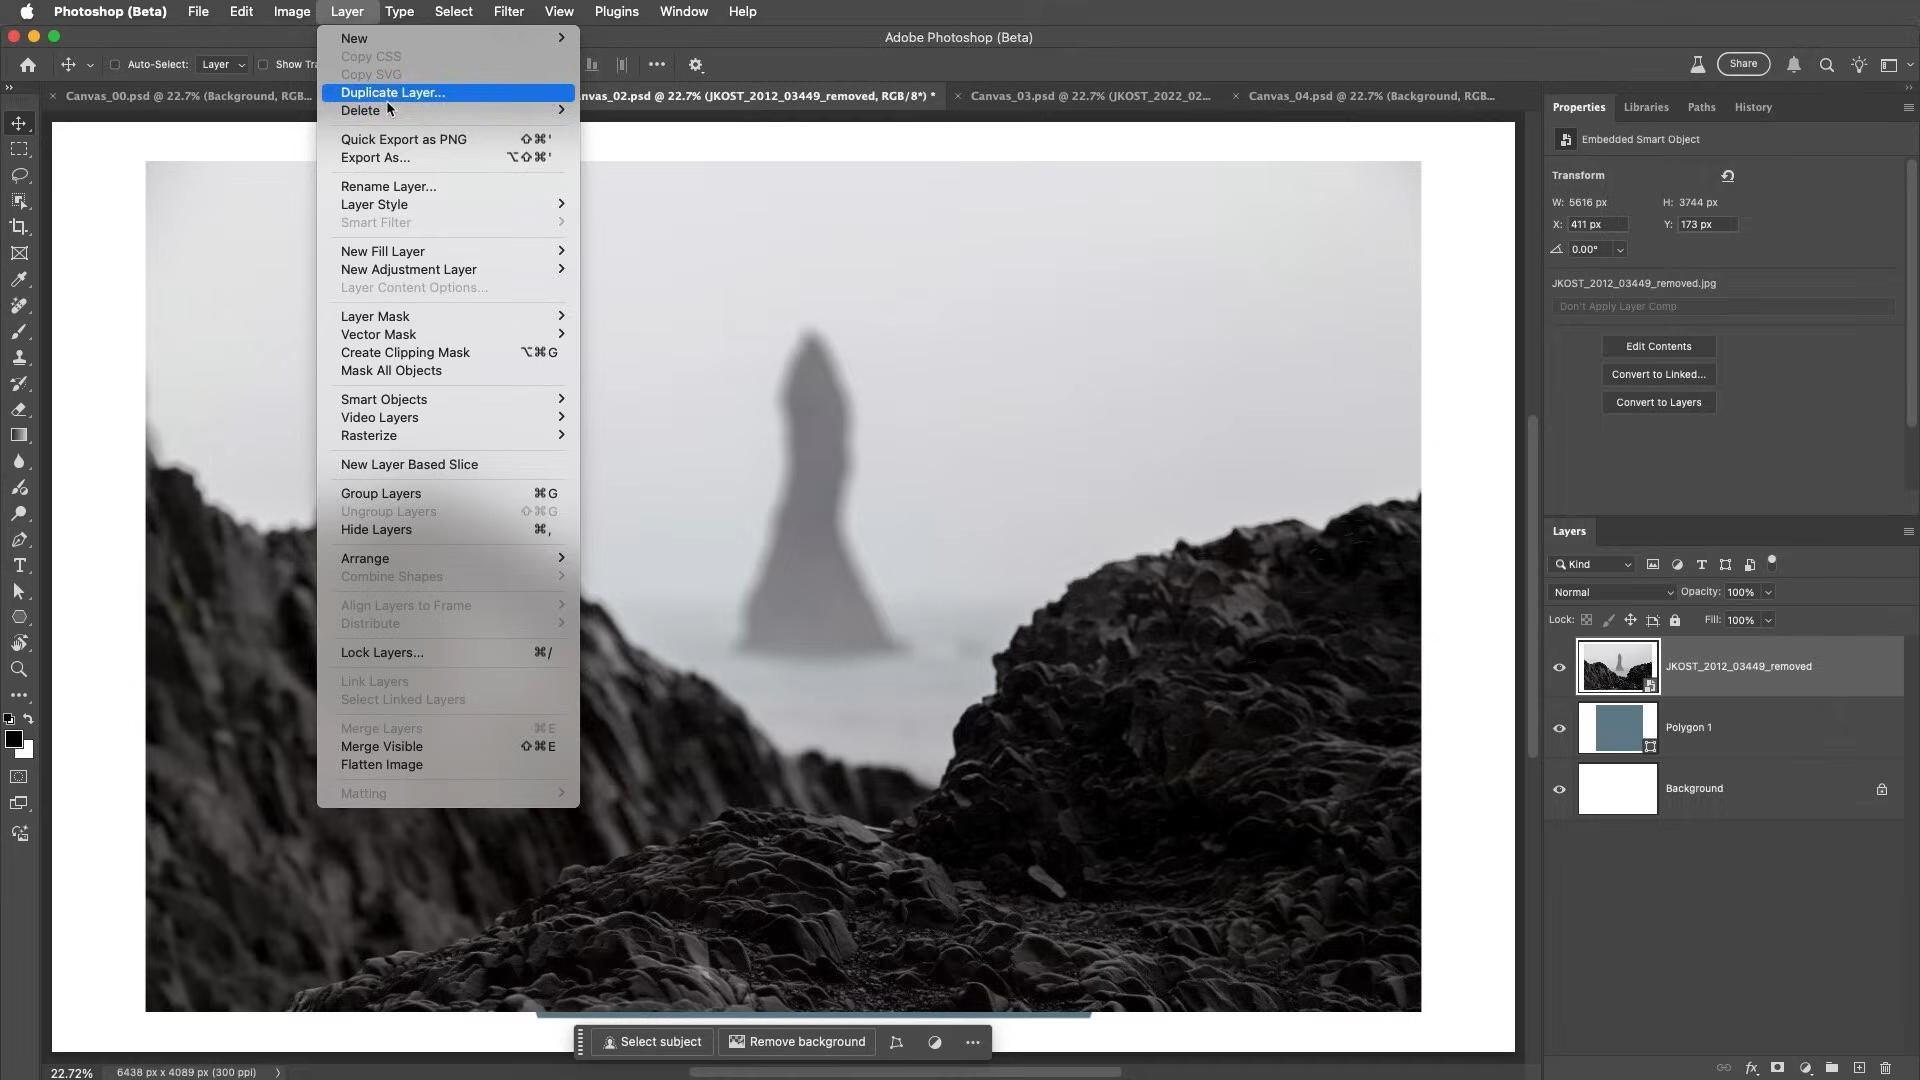 Photoshop (Beta) File Edit Image Layer Type Select Filter View Plugins Window Help
Adobe Photoshop (Beta)
Auto-Select: Layer Show Tra
Share
Canvas_00.psd @ 22.7% (Background, RGB...
nvas_02.psd @ 22.7% (JKOST_2012_03449_removed, RGB/8*) *
Canvas_03.psd @ 22.7% (JKOST_2022_02...
Canvas_04.psd @ 22.7% (Background, RGB...
New
Copy CSS
Copy SVG
Duplicate Layer...
Delete
Quick Export as PNG ⇧⌘'
Export As... ⌥⇧⌘'
Rename Layer...
Layer Style
Smart Filter
New Fill Layer
New Adjustment Layer
Layer Content Options...
Layer Mask
Vector Mask
Create Clipping Mask ⌥⌘G
Mask All Objects
Smart Objects
Video Layers
Rasterize
New Layer Based Slice
Group Layers ⌘G
Ungroup Layers ⇧⌘G
Hide Layers ⌘,
Arrange
Combine Shapes
Align Layers to Frame
Distribute
Lock Layers... ⌘/
Link Layers
Select Linked Layers
Merge Layers ⌘E
Merge Visible ⇧⌘E
Flatten Image
Matting
Select subject Remove background
22.72% 6438 px x 4089 px (300 ppi)
Properties Libraries Paths History
Embedded Smart Object
Transform
W: 5616 px H: 3744 px
X: 411 px Y: 173 px
0.00°
JKOST_2012_03449_removed.jpg
Don't Apply Layer Comp
Edit Contents
Convert to Linked...
Convert to Layers
Layers
Kind
Normal Opacity: 100%
Lock: Fill: 100%
JKOST_2012_03449_removed
Polygon 1
Background